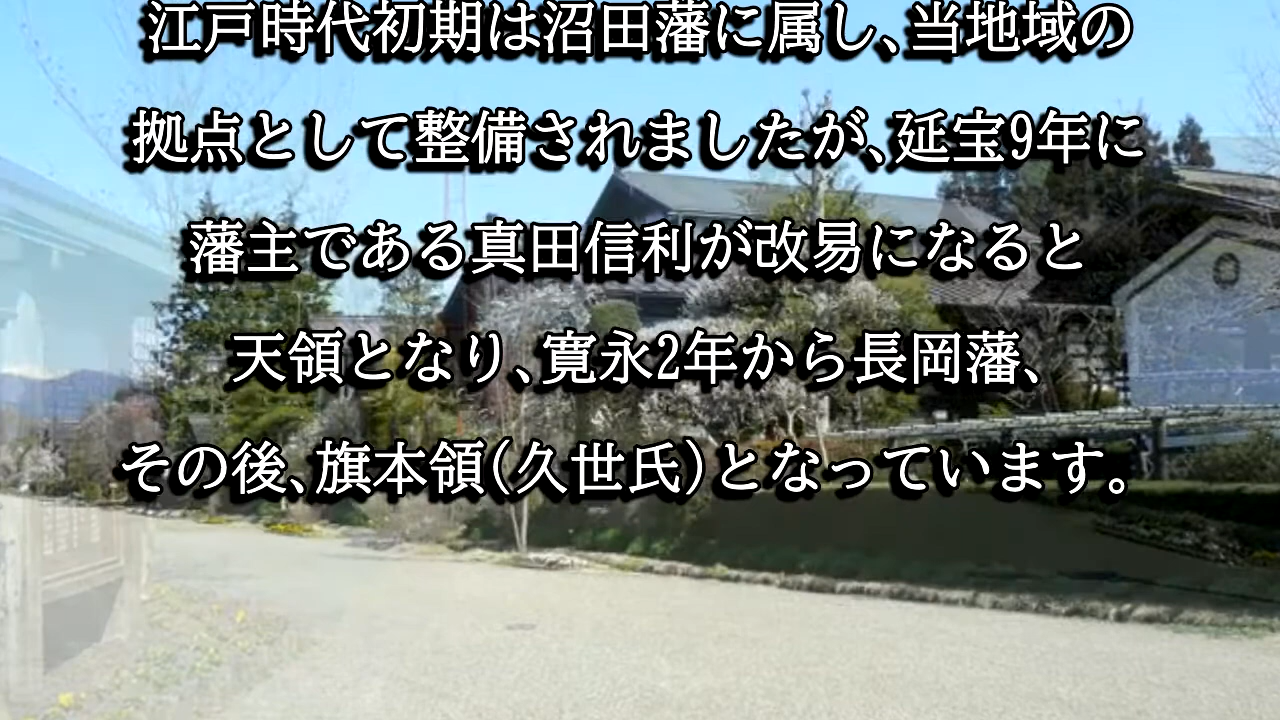 江戸時代初期は沼田藩に属し、当地域の
拠点として整備されましたが、延宝9年に
藩主である真田信利が改易になると
天領となり、寛永2年から長岡藩、
その後、旗本領（久世氏）となっています。